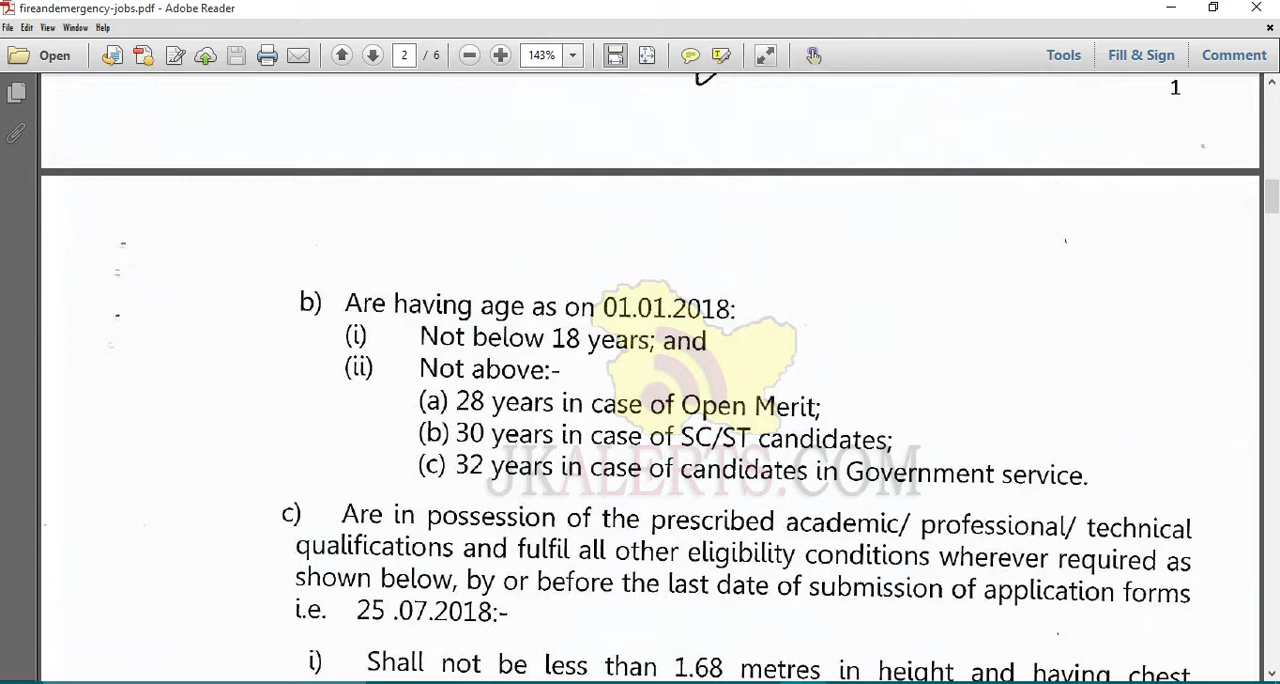 fireandemergency-jobs.pdf - Adobe Reader
File Edit View Window Help
Open 2 / 6 143% Tools Fill & Sign Comment
1
b) Are having age as on 01.01.2018:
(i) Not below 18 years; and
(ii) Not above:-
(a) 28 years in case of Open Merit;
(b) 30 years in case of SC/ST candidates;
(c) 32 years in case of candidates in Government service.
JKALERTS.COM
c) Are in possession of the prescribed academic/ professional/ technical
qualifications and fulfil all other eligibility conditions wherever required as
shown below, by or before the last date of submission of application forms
i.e. 25 .07.2018:-
i) Shall not be less than 1.68 metres in height and having chest